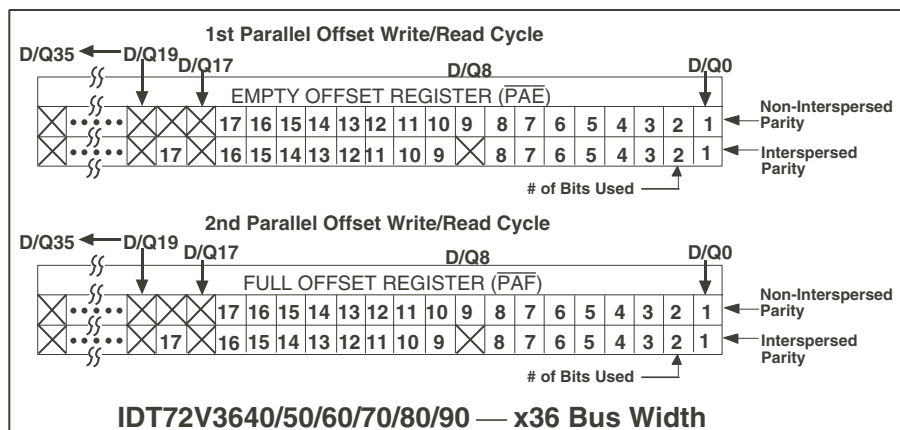 1st Parallel Offset Write/Read Cycle
D/Q35 D/Q19 D/Q17 D/Q8 D/Q0
EMPTY OFFSET REGISTER (PAE)
17 16 15 14 13 12 11 10 9 8 7 6 5 4 3 2 1 Non-Interspersed Parity
17 16 15 14 13 12 11 10 9 8 7 6 5 4 3 2 1 Interspersed Parity
# of Bits Used
2nd Parallel Offset Write/Read Cycle
D/Q35 D/Q19 D/Q17 D/Q8 D/Q0
FULL OFFSET REGISTER (PAF)
17 16 15 14 13 12 11 10 9 8 7 6 5 4 3 2 1 Non-Interspersed Parity
17 16 15 14 13 12 11 10 9 8 7 6 5 4 3 2 1 Interspersed Parity
# of Bits Used
IDT72V3640/50/60/70/80/90 — x36 Bus Width